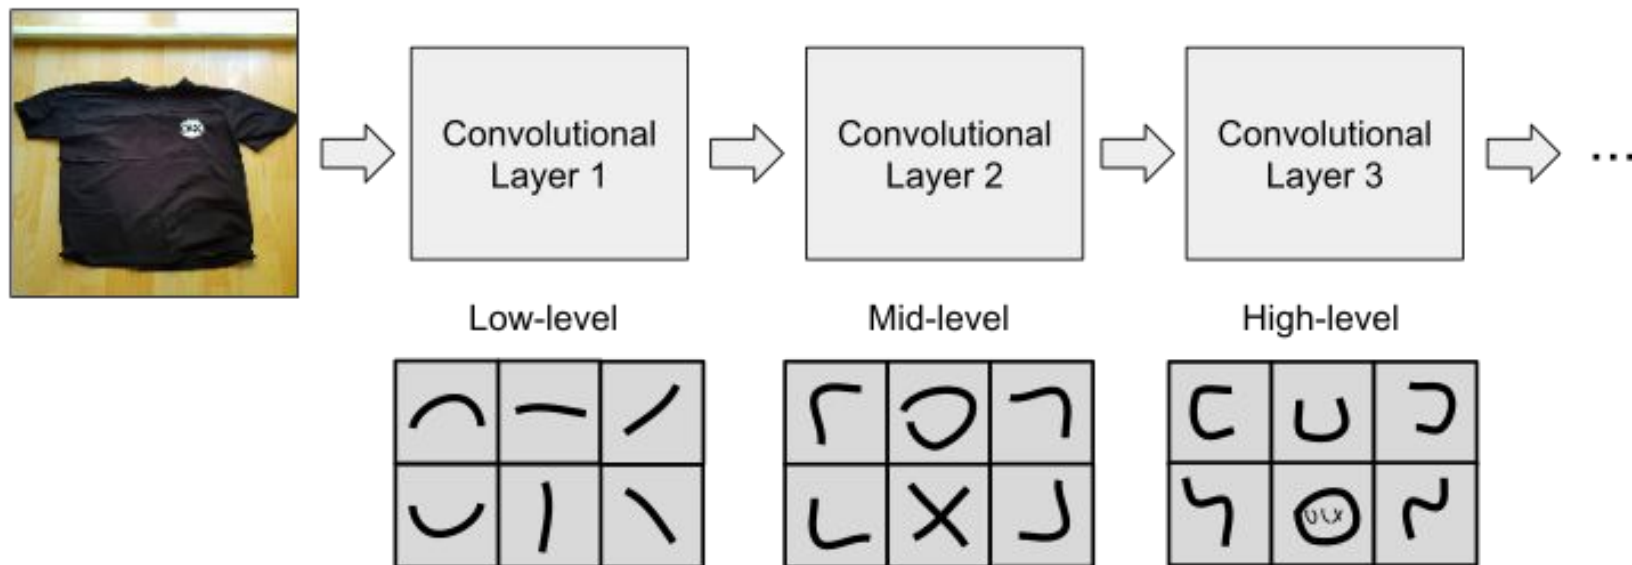 Convolutional
Layer 1
Convolutional
Layer 2
Convolutional
Layer 3
...
Low-level
Mid-level
High-level